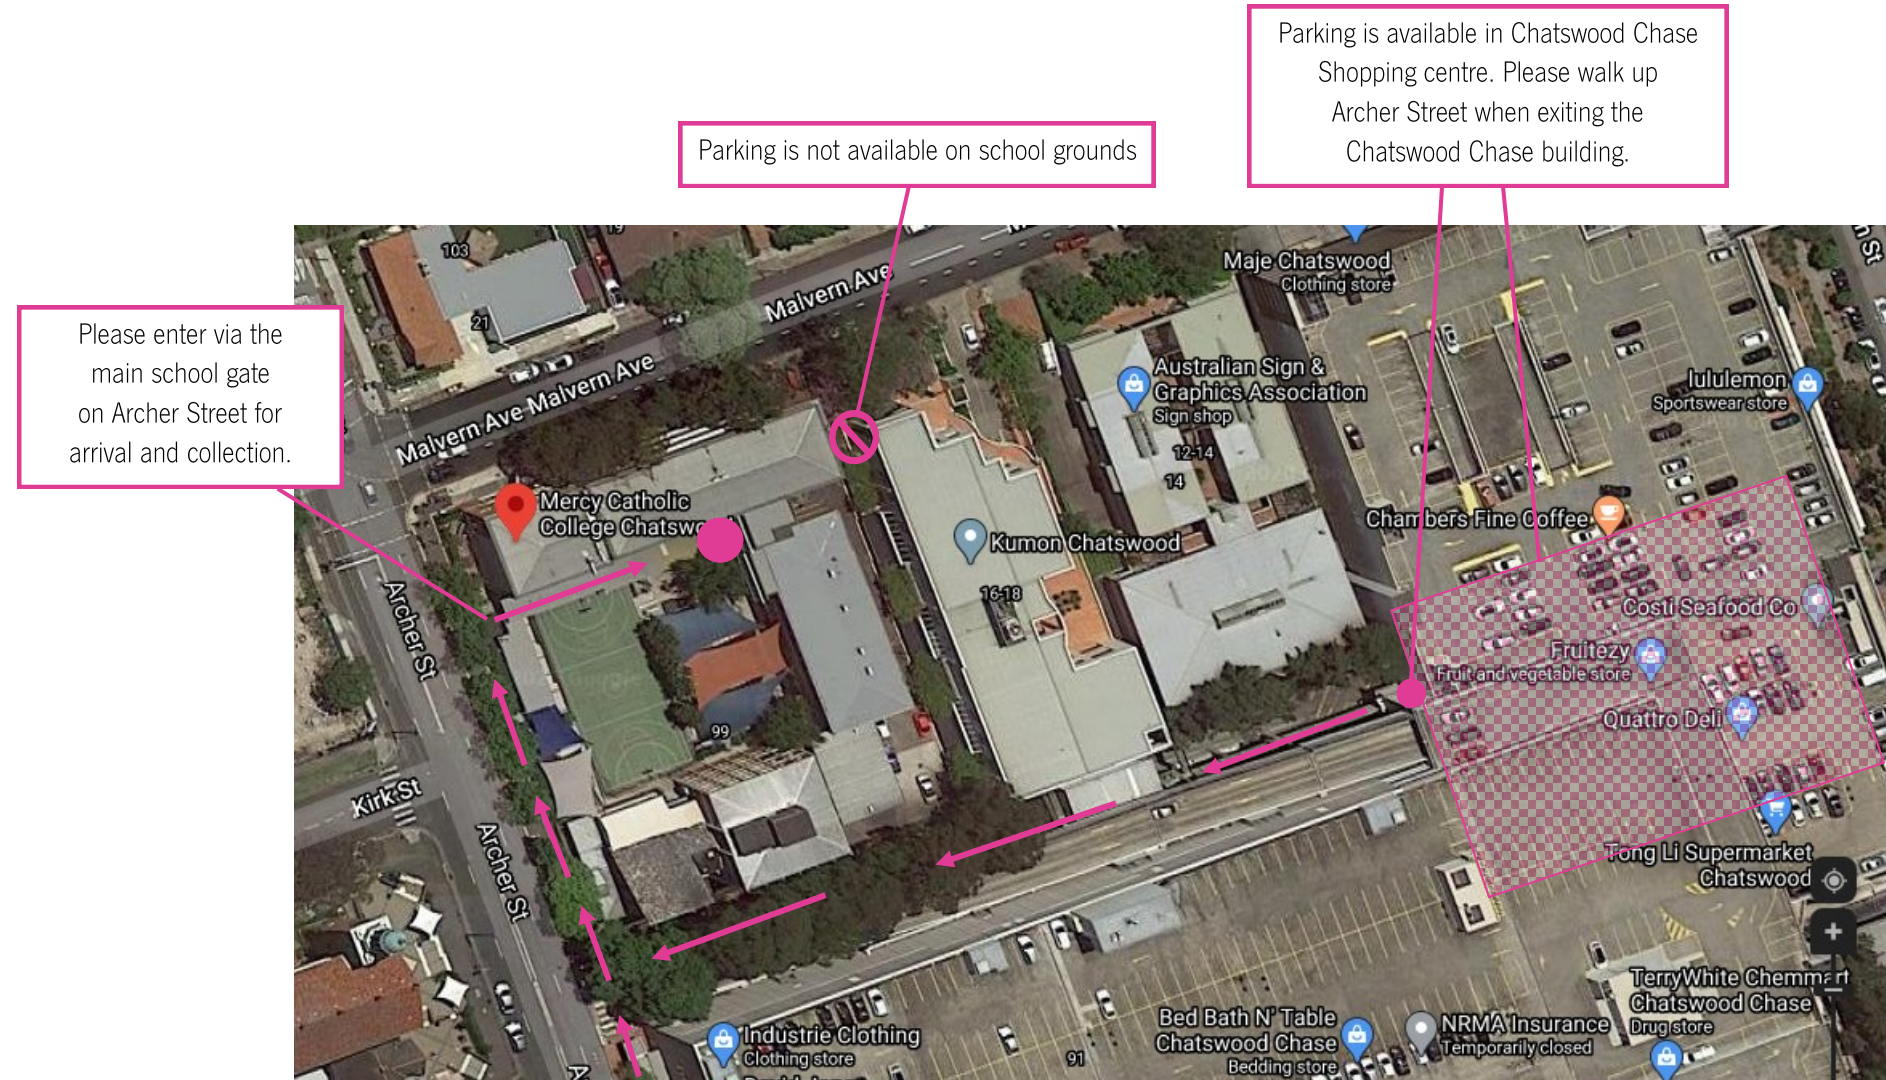 Parking is available in Chatswood Chase
Shopping centre. Please walk up
Archer Street when exiting the
Chatswood Chase building.
Parking is not available on school grounds
Please enter via the
main school gate
on Archer Street for
arrival and collection.
19
103
21
Malvern Ave
Malvern Ave
Malvern Ave
Maje Chatswood
Clothing store
Australian Sign &
Graphics Association
Sign shop
12-14
14
lululemon
Sportswear store
Mercy Catholic
College Chatswood
Chambers Fine Coffee
Kumon Chatswood
16-18
Archer St
Costi Seafood Co
Fruitezy
Fruit and vegetable store
Quattro Deli
99
Kirk St
Archer St
Tong Li Supermarket
Chatswood
+
TerryWhite Chemmart
Chatswood Chase
Drug store
Industrie Clothing
Clothing store
Bed Bath N' Table
Chatswood Chase
Bedding store
NRMA Insurance
Temporarily closed
91